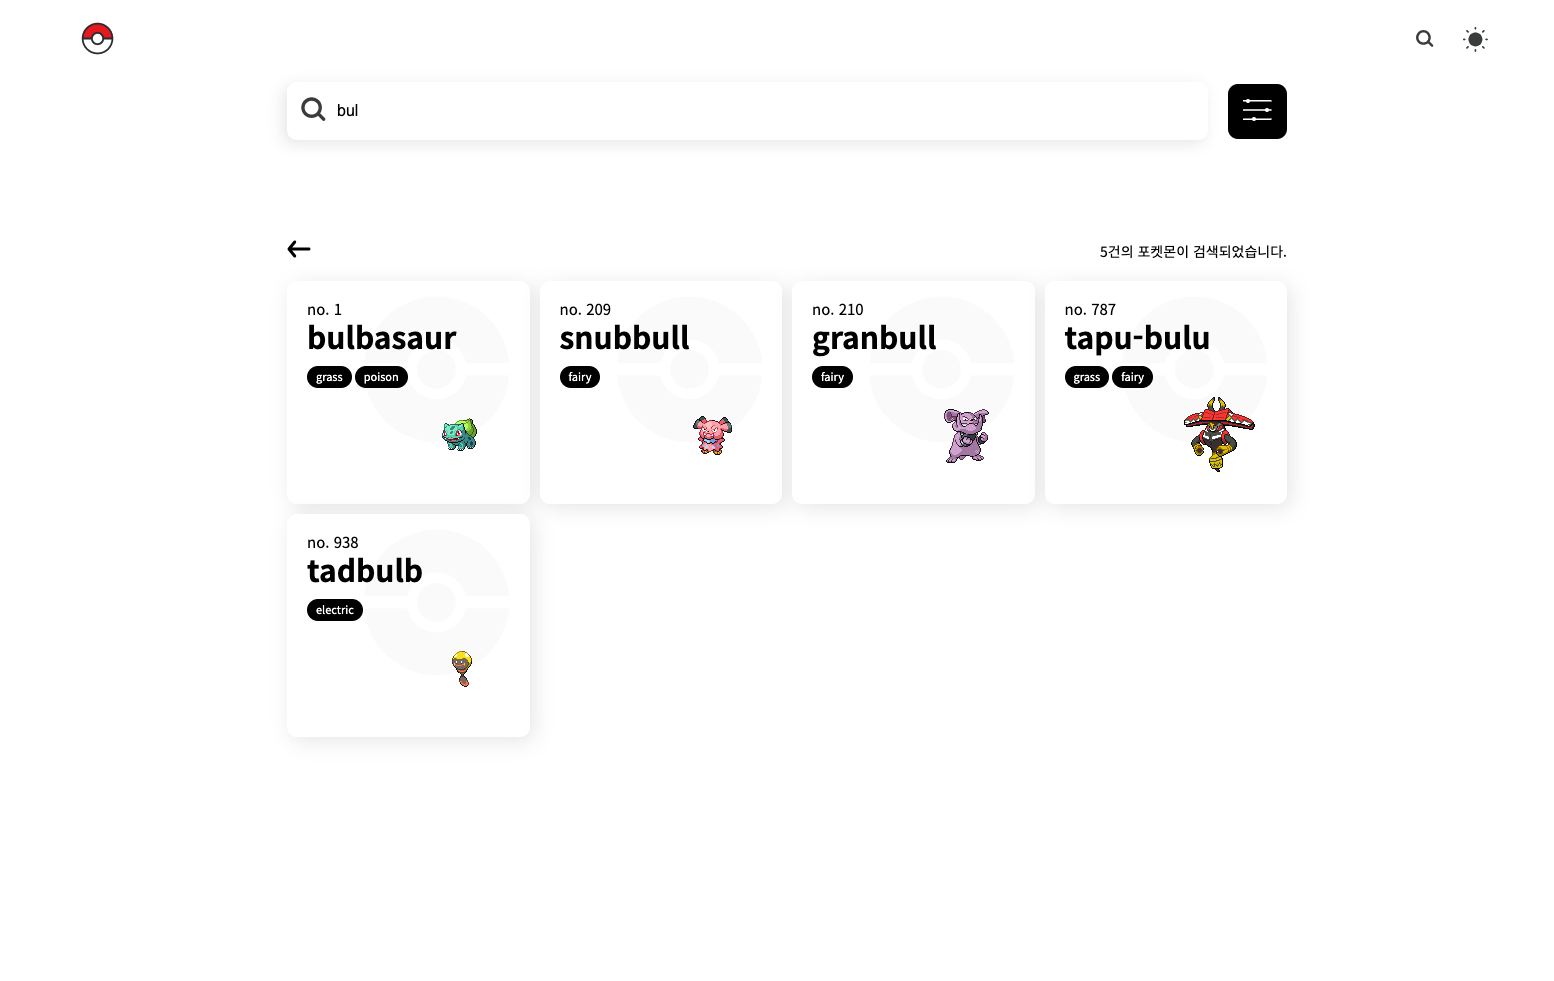 bul
5건의 포켓몬이 검색되었습니다.
no. 1
bulbasaur
grass poison
no. 209
snubbull
fairy
no. 210
granbull
fairy
no. 787
tapu-bulu
grass fairy
no. 938
tadbulb
electric